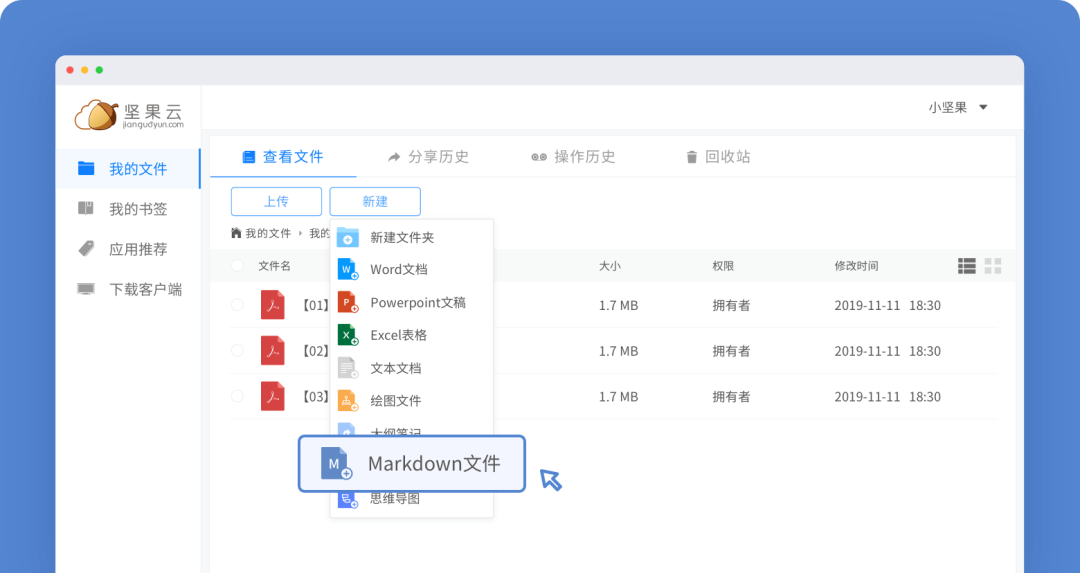 坚果云
jianguoyun.com
小坚果
我的文件
我的书签
应用推荐
下载客户端
查看文件
分享历史
操作历史
回收站
上传
新建
我的文件 我的
新建文件夹
Word文档
Powerpoint文稿
Excel表格
文本文档
绘图文件
大纲笔记
Markdown文件
思维导图
文件名 大小 权限 修改时间
【01】 1.7 MB 拥有者 2019-11-11 18:30
【02】 1.7 MB 拥有者 2019-11-11 18:30
【03】 1.7 MB 拥有者 2019-11-11 18:30